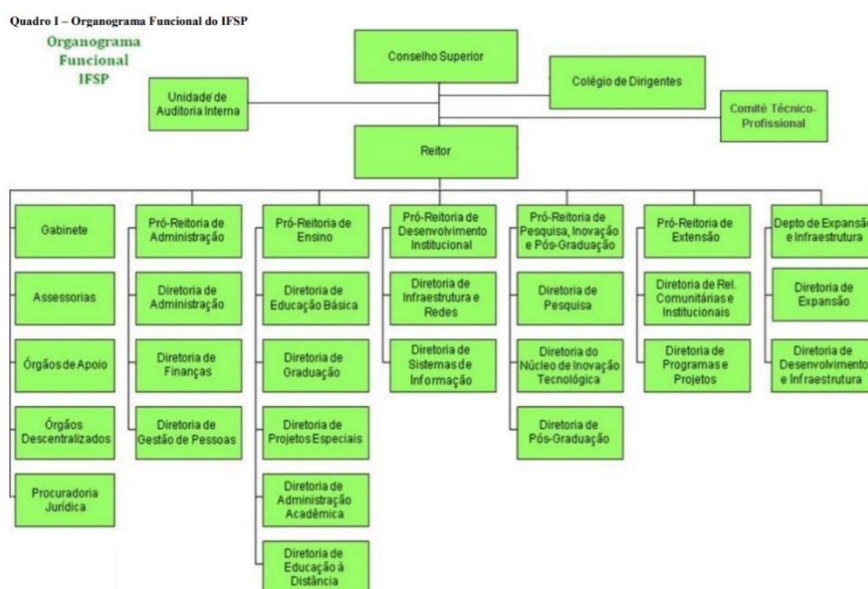 Quadro I – Organograma Funcional do IFSP
Organograma
Funcional
IFSP
Conselho Superior
Colégio de Dirigentes
Unidade de
Auditoria Interna
Comitê Técnico-
Profissional
Reitor
Gabinete
Assessorias
Órgãos de Apoio
Órgãos
Descentralizados
Procuradoria
Jurídica
Pró-Reitoria de
Administração
Diretoria de
Administração
Diretoria de
Finanças
Diretoria de
Gestão de Pessoas
Pró-Reitoria de
Ensino
Diretoria de
Educação Básica
Diretoria de
Graduação
Diretoria de
Projetos Especiais
Diretoria de
Administração
Acadêmica
Diretoria de
Educação à
Distância
Pró-Reitoria de
Desenvolvimento
Institucional
Diretoria de
Infraestrutura e
Redes
Diretoria de
Sistemas de
Informação
Pró-Reitoria de
Pesquisa, Inovação
e Pós-Graduação
Diretoria de
Pesquisa
Diretoria do
Núcleo de Inovação
Tecnológica
Diretoria de
Pós-Graduação
Pró-Reitoria de
Extensão
Diretoria de Rel.
Comunitárias e
Institucionais
Diretoria de
Programas e
Projetos
Depto de Expansão
e Infraestrutura
Diretoria de
Expansão
Diretoria de
Desenvolvimento
e Infraestrutura